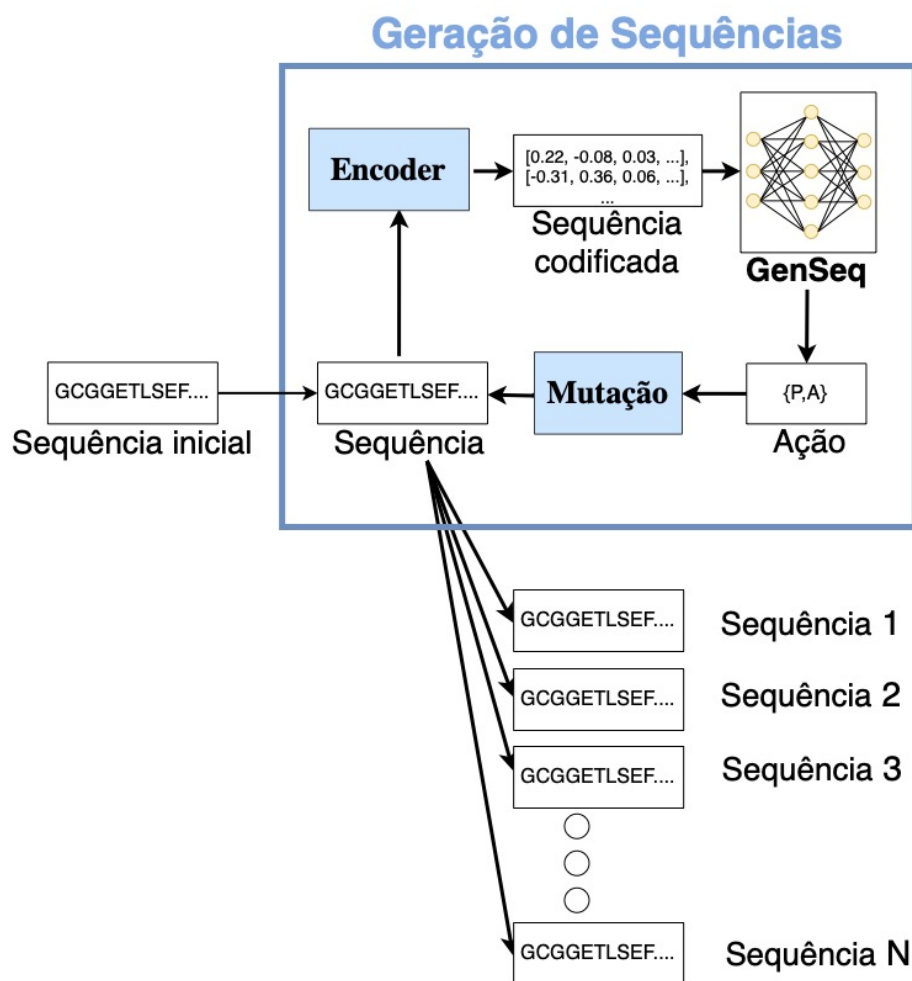 Geração de Sequências
Encoder
[0.22, -0.08, 0.03, ...],
[-0.31, 0.36, 0.06, ...],
...
Sequência
codificada
GenSeq
GCGGETLSEF....
Sequência inicial
GCGGETLSEF....
Sequência
Mutação
{P,A}
Ação
GCGGETLSEF....
Sequência 1
GCGGETLSEF....
Sequência 2
GCGGETLSEF....
Sequência 3
GCGGETLSEF....
Sequência N